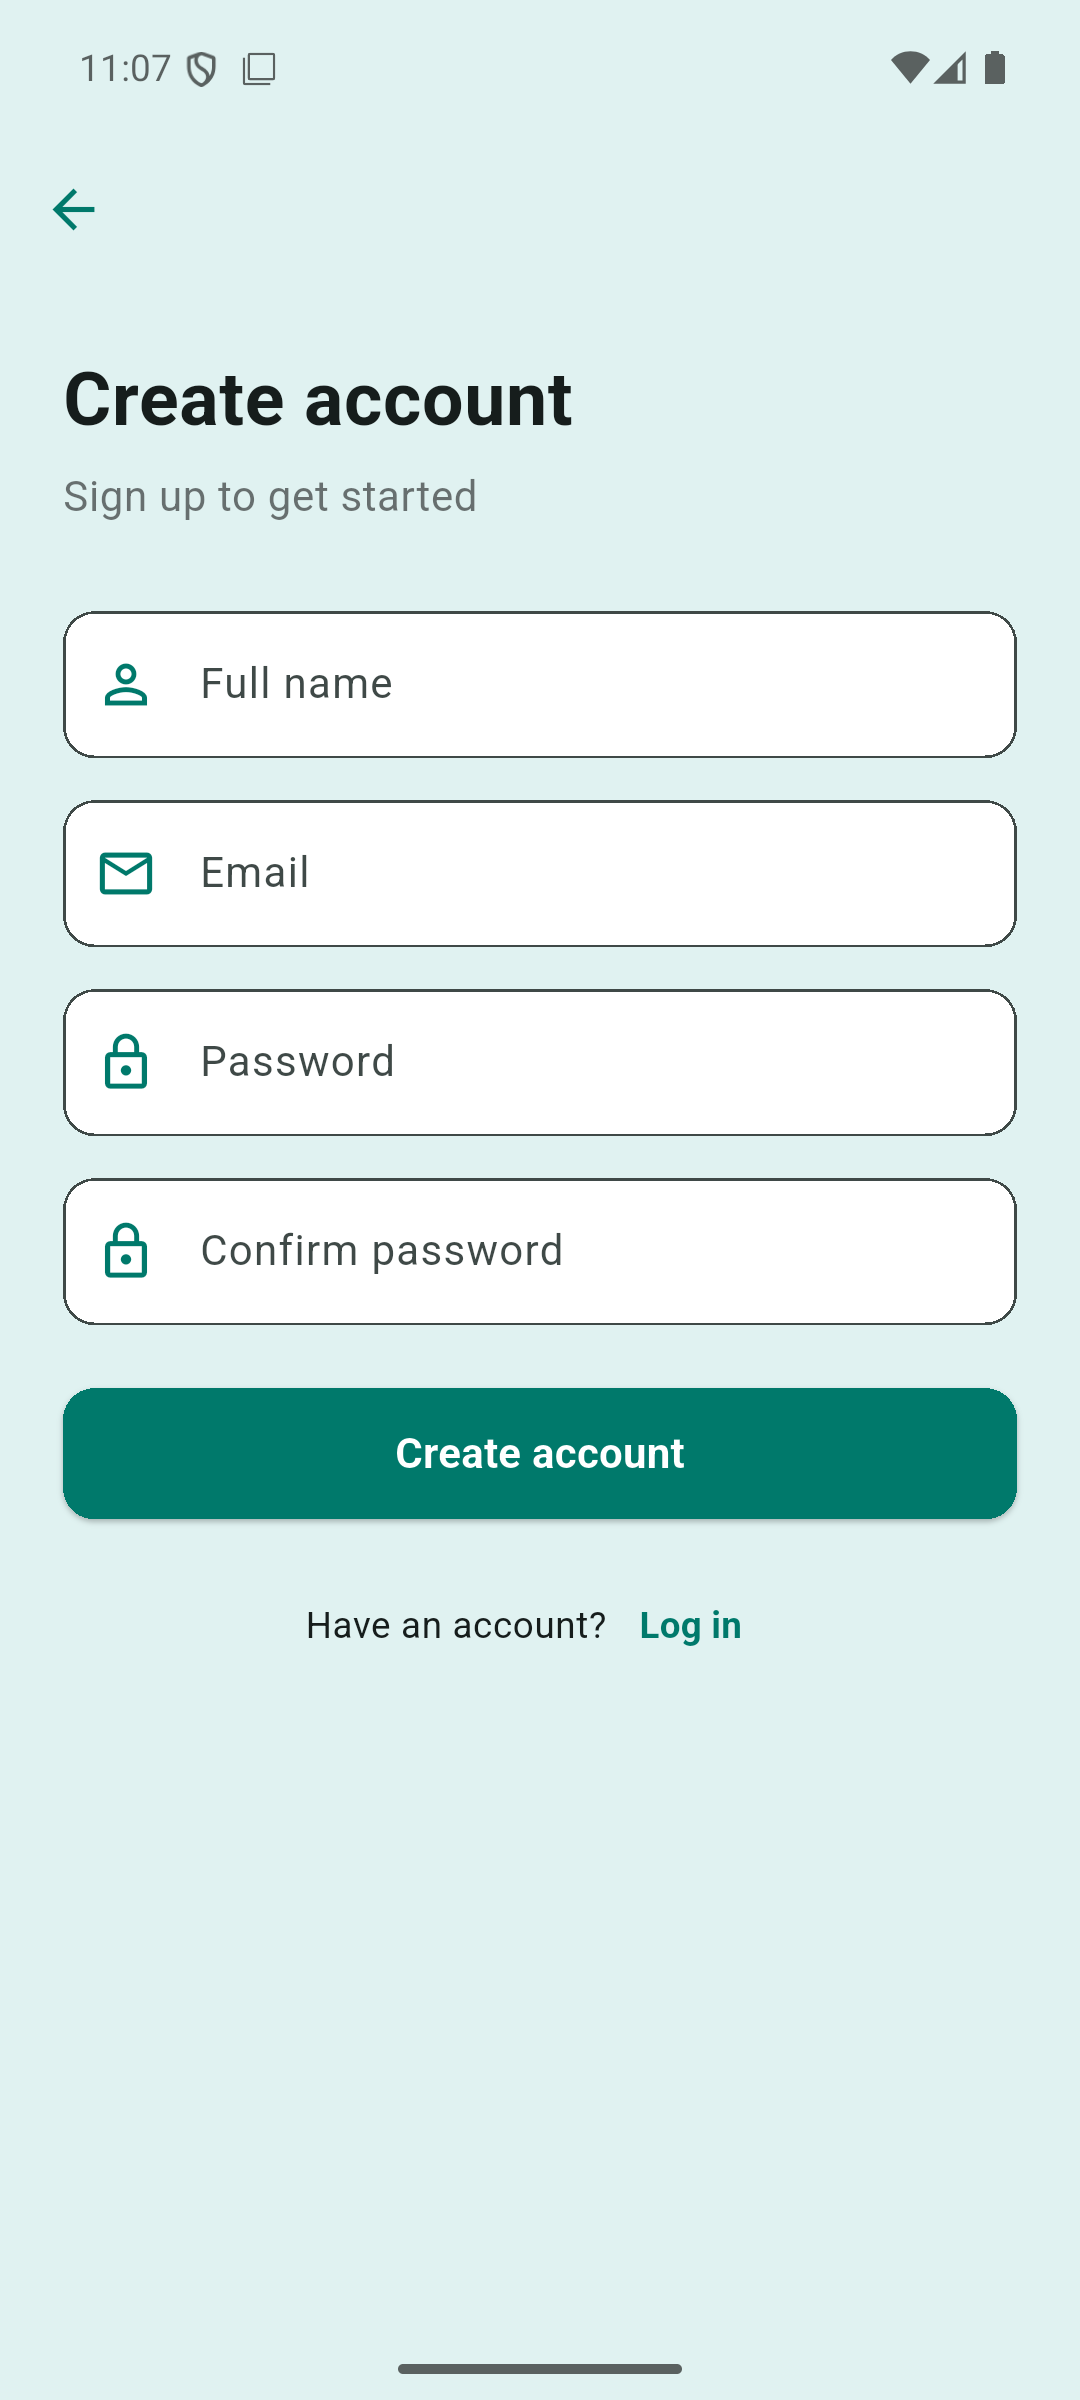 11:07
Create account
Sign up to get started
Full name
Email
Password
Confirm password
Create account
Have an account? Log in